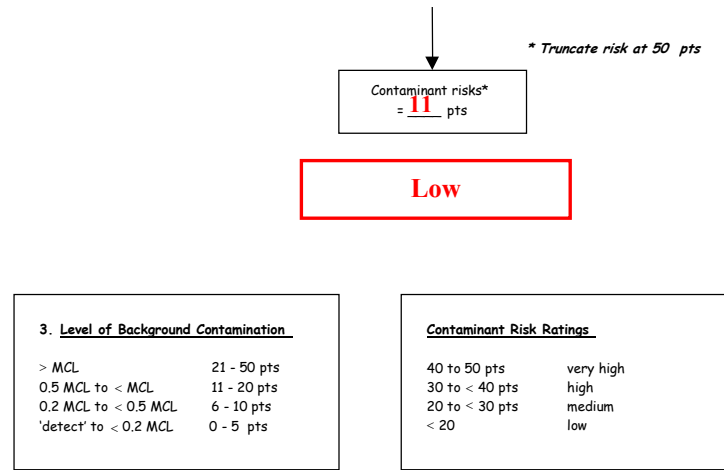 * Truncate risk at 50 pts
Contaminant risks*
= 11 pts
Low
3. Level of Background Contamination
> MCL 21 - 50 pts
0.5 MCL to < MCL 11 - 20 pts
0.2 MCL to < 0.5 MCL 6 - 10 pts
‘detect’ to < 0.2 MCL 0 - 5 pts
Contaminant Risk Ratings
40 to 50 pts very high
30 to < 40 pts high
20 to < 30 pts medium
< 20 low